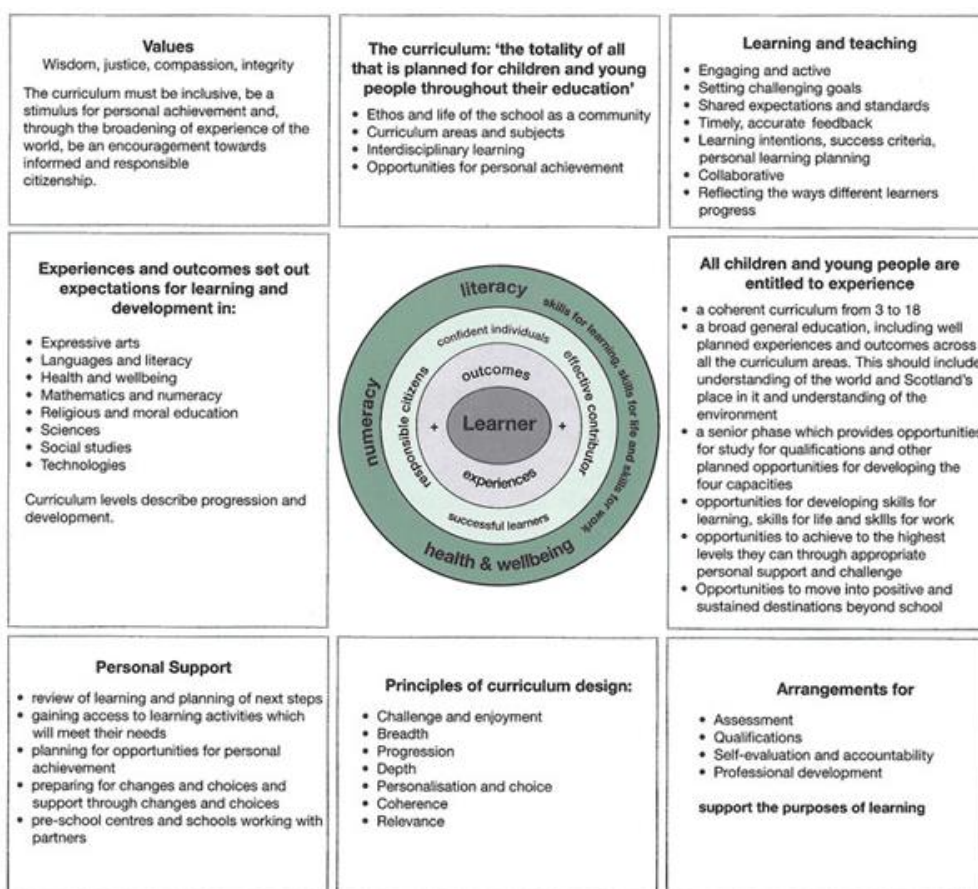 Values
Wisdom, justice, compassion, integrity
The curriculum must be inclusive, be a
stimulus for personal achievement and,
through the broadening of experience of the
world, be an encouragement towards
informed and responsible
citizenship.
The curriculum: ‘the totality of all
that is planned for children and young
people throughout their education’
• Ethos and life of the school as a community
• Curriculum areas and subjects
• Interdisciplinary learning
• Opportunities for personal achievement
Learning and teaching
• Engaging and active
• Setting challenging goals
• Shared expectations and standards
• Timely, accurate feedback
• Learning intentions, success criteria,
personal learning planning
• Collaborative
• Reflecting the ways different learners
progress
Experiences and outcomes set out
expectations for learning and
development in:
• Expressive arts
• Languages and literacy
• Health and wellbeing
• Mathematics and numeracy
• Religious and moral education
• Sciences
• Social studies
• Technologies
Curriculum levels describe progression and
development.
literacy
skills for learning, skills for life and skills for work
health & wellbeing
numeracy
confident individuals
effective contributor
successful learners
responsible citizens
outcomes
+ Learner +
experiences
All children and young people are
entitled to experience
• a coherent curriculum from 3 to 18
• a broad general education, including well
planned experiences and outcomes across
all the curriculum areas. This should include
understanding of the world and Scotland's
place in it and understanding of the
environment
• a senior phase which provides opportunities
for study for qualifications and other
planned opportunities for developing the
four capacities
• opportunities for developing skills for
learning, skills for life and skills for work
• opportunities to achieve to the highest
levels they can through appropriate
personal support and challenge
• Opportunities to move into positive and
sustained destinations beyond school
Personal Support
• review of learning and planning of next steps
• gaining access to learning activities which
will meet their needs
• planning for opportunities for personal
achievement
• preparing for changes and choices and
support through changes and choices
• pre-school centres and schools working with
partners
Principles of curriculum design:
• Challenge and enjoyment
• Breadth
• Progression
• Depth
• Personalisation and choice
• Coherence
• Relevance
Arrangements for
• Assessment
• Qualifications
• Self-evaluation and accountability
• Professional development
support the purposes of learning